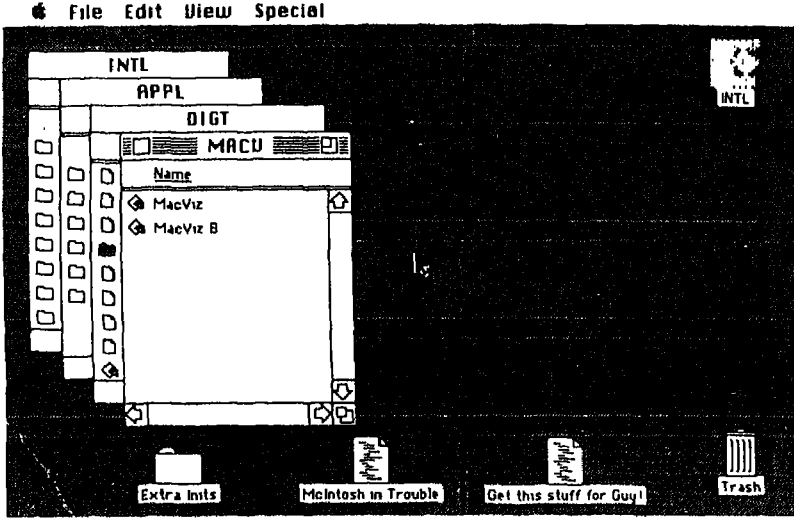 File Edit View Special
INTL
APPL
DIGT
MACV
Name
MacViz
MacViz B
INTL
Extra Inits
McIntosh in Trouble
Get this stuff for Guy!
Trash